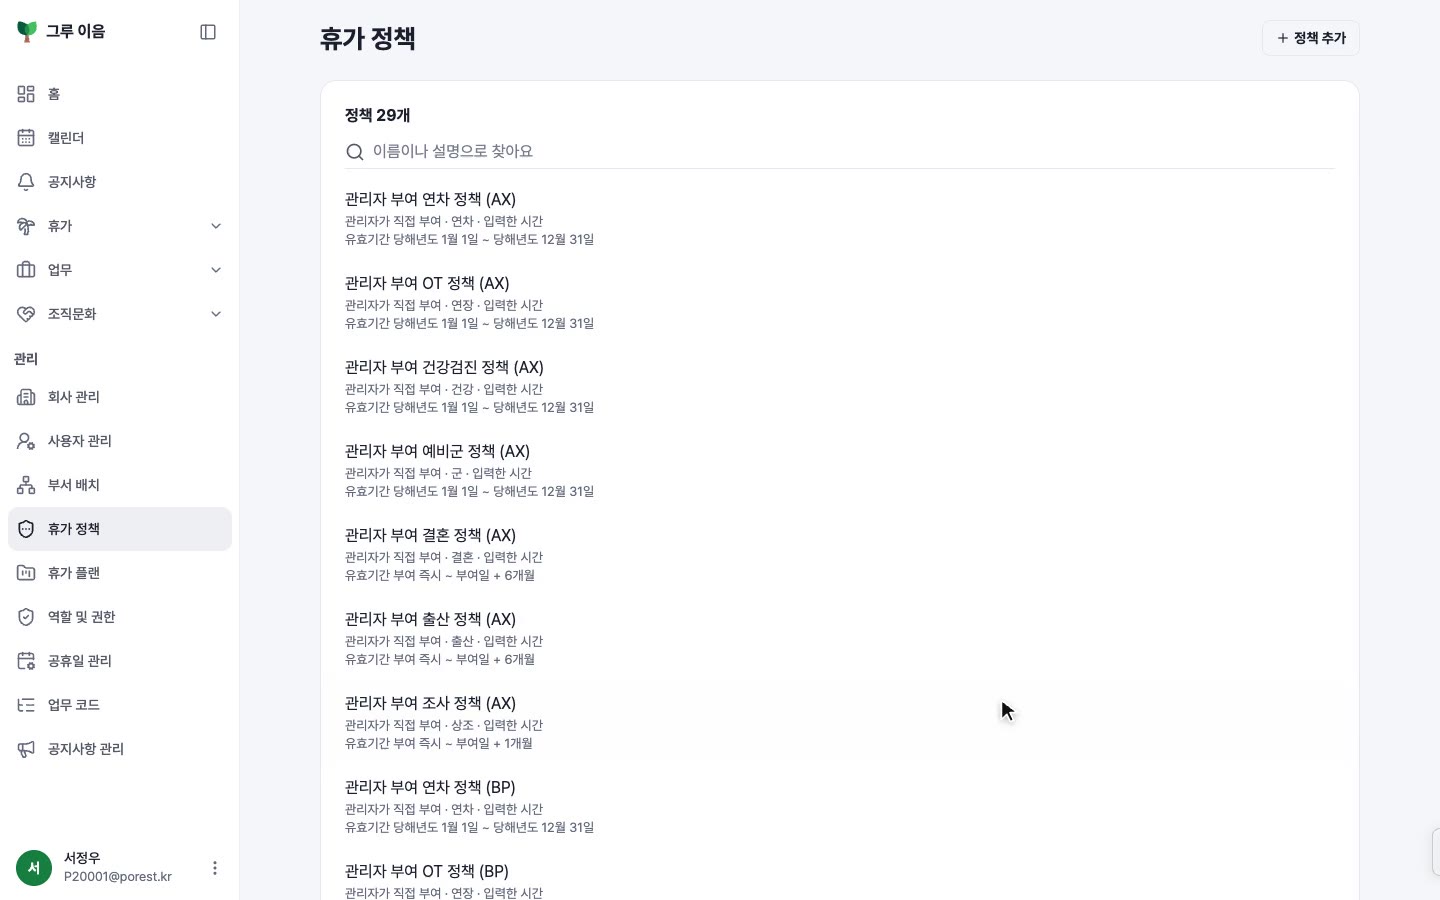 그루 이음
홈
캘린더
공지사항
휴가
업무
조직문화
관리
회사 관리
사용자 관리
부서 배치
휴가 정책
휴가 플랜
역할 및 권한
공휴일 관리
업무 코드
공지사항 관리
서
서정우
P20001@porest.kr
휴가 정책
정책 추가
정책 29개
이름이나 설명으로 찾아요
관리자 부여 연차 정책 (AX)
관리자가 직접 부여 · 연차 · 입력한 시간
유효기간 당해년도 1월 1일 ~ 당해년도 12월 31일
관리자 부여 OT 정책 (AX)
관리자가 직접 부여 · 연장 · 입력한 시간
유효기간 당해년도 1월 1일 ~ 당해년도 12월 31일
관리자 부여 건강검진 정책 (AX)
관리자가 직접 부여 · 건강 · 입력한 시간
유효기간 당해년도 1월 1일 ~ 당해년도 12월 31일
관리자 부여 예비군 정책 (AX)
관리자가 직접 부여 · 군 · 입력한 시간
유효기간 당해년도 1월 1일 ~ 당해년도 12월 31일
관리자 부여 결혼 정책 (AX)
관리자가 직접 부여 · 결혼 · 입력한 시간
유효기간 부여 즉시 ~ 부여일 + 6개월
관리자 부여 출산 정책 (AX)
관리자가 직접 부여 · 출산 · 입력한 시간
유효기간 부여 즉시 ~ 부여일 + 6개월
관리자 부여 조사 정책 (AX)
관리자가 직접 부여 · 상조 · 입력한 시간
유효기간 부여 즉시 ~ 부여일 + 1개월
관리자 부여 연차 정책 (BP)
관리자가 직접 부여 · 연차 · 입력한 시간
유효기간 당해년도 1월 1일 ~ 당해년도 12월 31일
관리자 부여 OT 정책 (BP)
관리자가 직접 부여 · 연장 · 입력한 시간